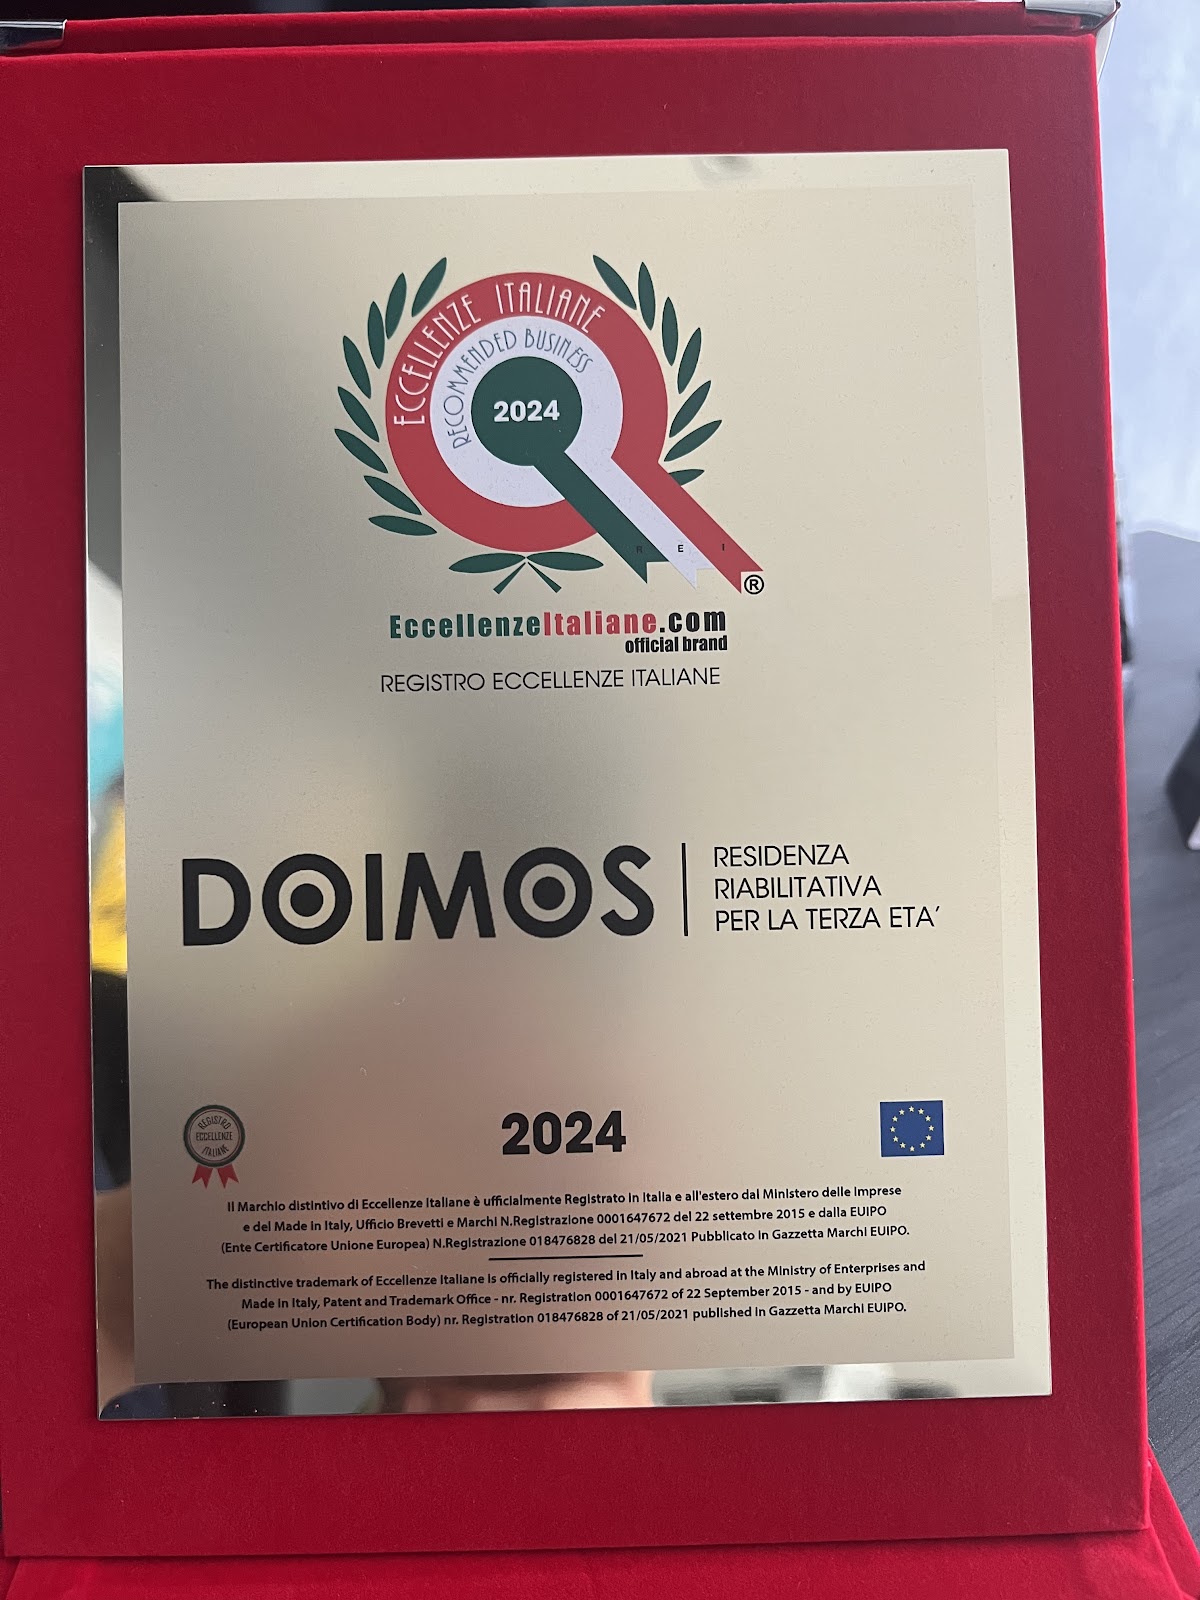 ECCELLENZE ITALIANE
RECOMMENDED BUSINESS
2024
R E I
®
EccellenzeItaliane.com
official brand
REGISTRO ECCELLENZE ITALIANE
DOIMOS
RESIDENZA
RIABILITATIVA
PER LA TERZA ETA’
REGISTRO
ECCELLENZE
ITALIANE
2024
Il Marchio distintivo di Eccellenze Italiane è ufficialmente Registrato in Italia e all'estero dal Ministero delle Imprese
e del Made in Italy, Ufficio Brevetti e Marchi N.Registrazione 0001647672 del 22 settembre 2015 e dalla EUIPO
(Ente Certificatore Unione Europea) N.Registrazione 018476828 del 21/05/2021 Pubblicato in Gazzetta Marchi EUIPO.
The distinctive trademark of Eccellenze Italiane is officially registered in Italy and abroad at the Ministry of Enterprises and
Made in Italy, Patent and Trademark Office - nr. Registration 0001647672 of 22 September 2015 - and by EUIPO
(European Union Certification Body) nr. Registration 018476828 of 21/05/2021 published in Gazzetta Marchi EUIPO.